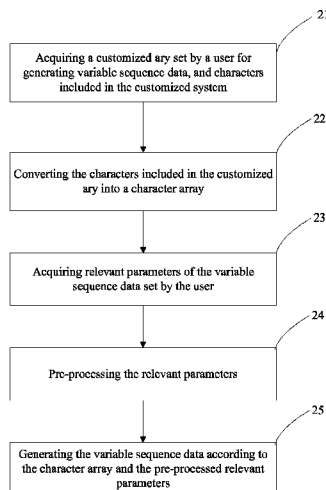 21
Acquiring a customized ary set by a user for
generating variable sequence data, and characters
included in the customized system
22
Converting the characters included in the customized
ary into a character array
23
Acquiring relevant parameters of the variable
sequence data set by the user
24
Pre-processing the relevant parameters
25
Generating the variable sequence data according to
the character array and the pre-processed relevant
parameters